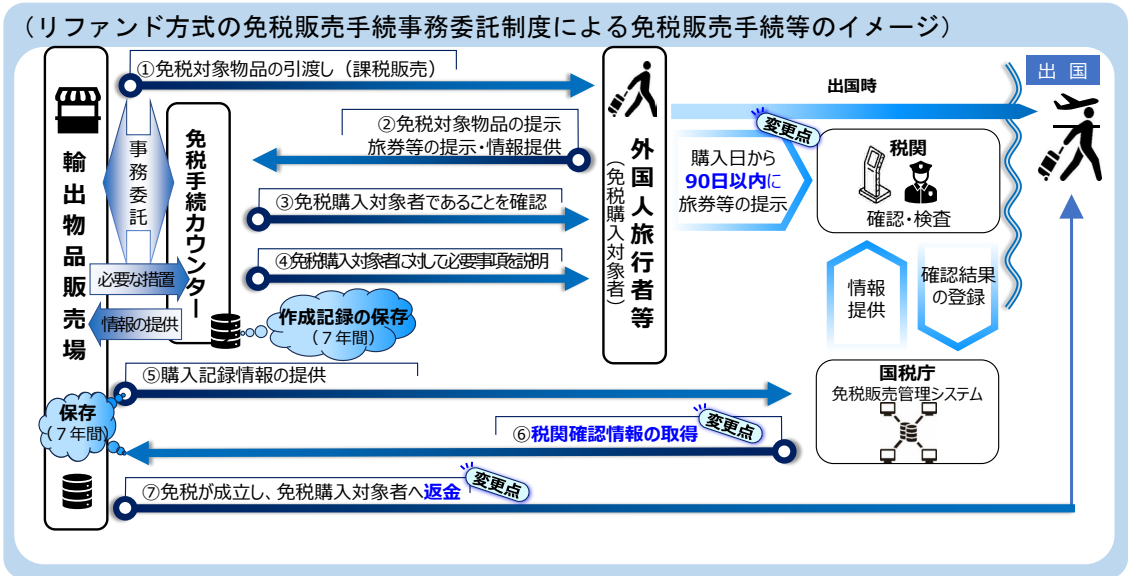 (リファンド方式の免税販売手続事務委託制度による免税販売手続等のイメージ)
輸出物品販売場
①免税対象物品の引渡し(課税販売)
事務委託
免税手続カウンター
②免税対象物品の提示
旅券等の提示・情報提供
③免税購入対象者であることを確認
④免税購入対象者に対して必要事項を説明
必要な措置
情報の提供
作成記録の保存
(7年間)
外国人旅行者等
(免税購入対象者)
出国時
出国
変更点
購入日から
90日以内に
旅券等の提示
税関
確認・検査
情報
提供
確認結果
の登録
⑤購入記録情報の提供
国税庁
免税販売管理システム
保存
(7年間)
⑥税関確認情報の取得
変更点
⑦免税が成立し、免税購入対象者へ返金
変更点